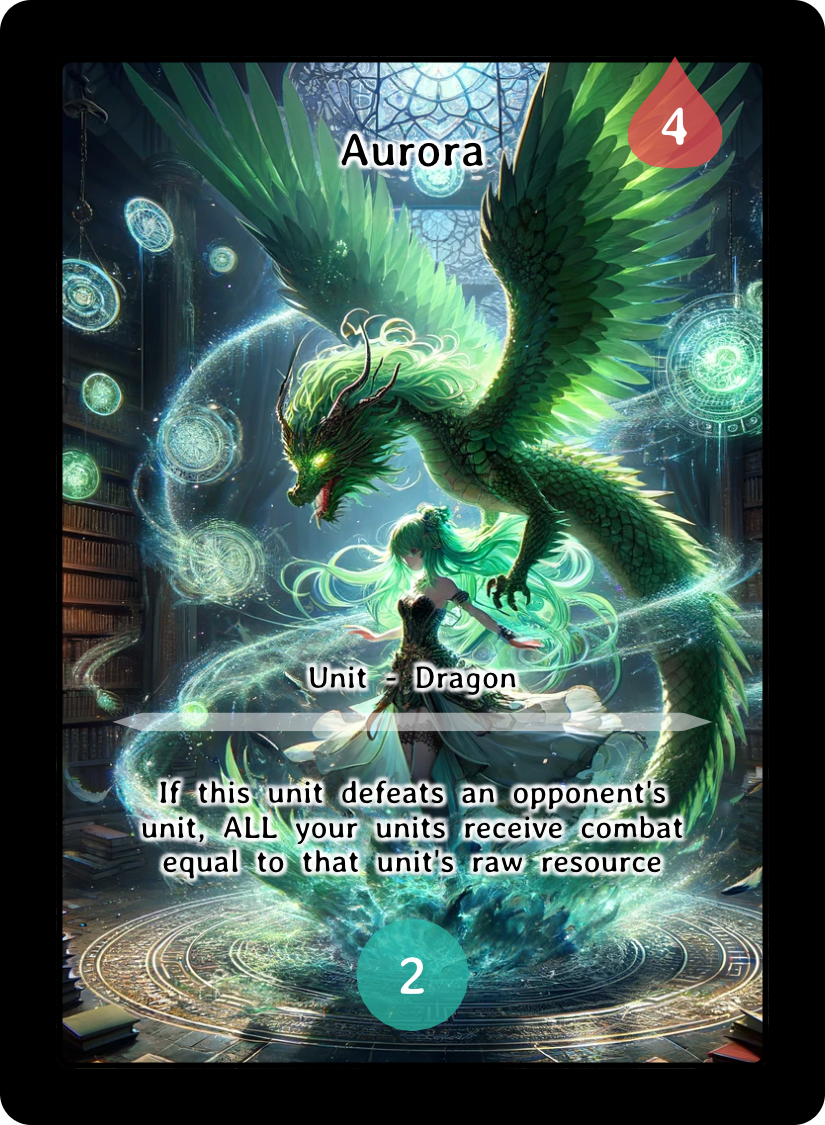 4
Aurora
Unit - Dragon
If this unit defeats an opponent's
unit, ALL your units receive combat
equal to that unit's raw resource
2